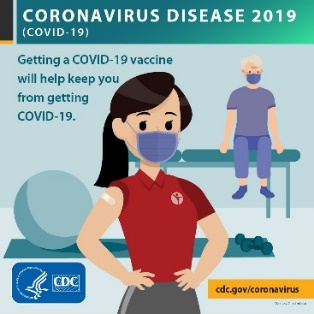 CORONAVIRUS DISEASE 2019
(COVID-19)
Getting a COVID-19 vaccine
will help keep you
from getting
COVID-19.
CDC
cdc.gov/coronavirus